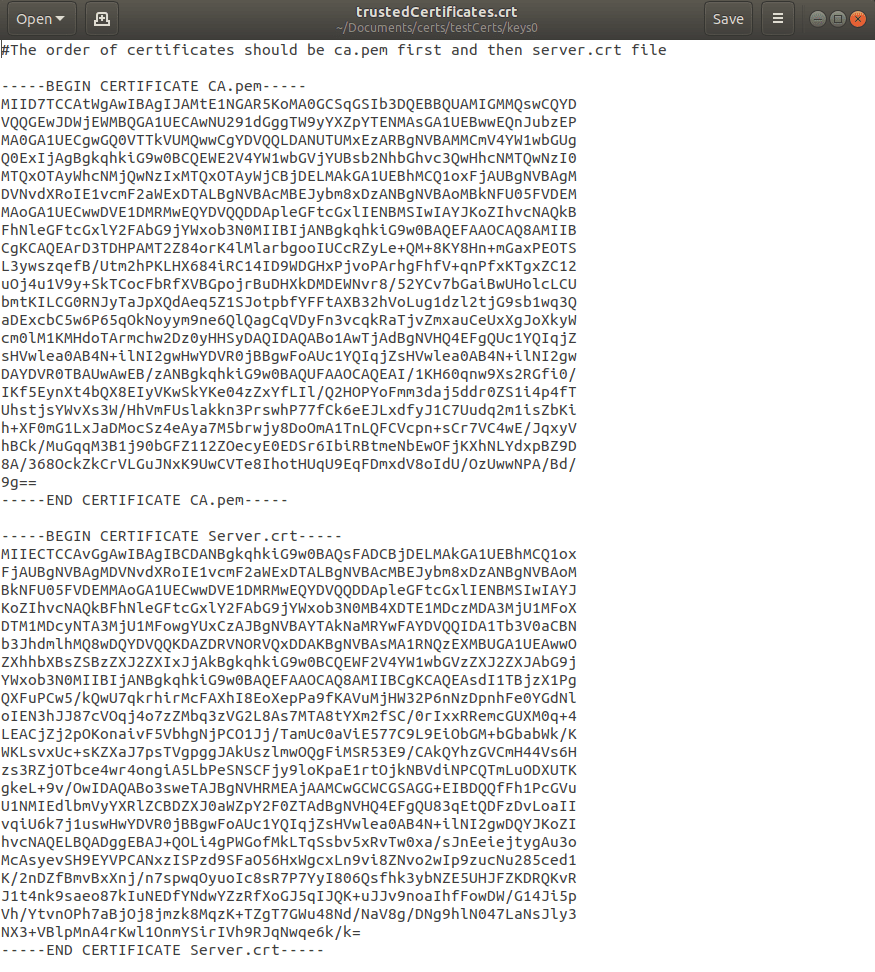 Open
trustedCertificates.crt
~/Documents/certs/testCerts/keys0
Save
#The order of certificates should be ca.pem first and then server.crt file
-----BEGIN CERTIFICATE CA.pem-----
MIID7TCCAtWgAwIBAgIJAMtE1NGAR5KoMA0GCSqGSIb3DQEBBQUAMIGMMQswCQYD
VQQGEwJDWjEWMBQGA1UECAwNU291dGggTW9yYXZpYTENMAsGA1UEBwwEQnJubzEP
MA0GA1UECgwGQ0VTTkVUMQwwCgYDVQQLDANUTUMxEzARBgNVBAMMCmV4YW1wbGUg
Q0ExIjAgBgkqhkiG9w0BCQEWE2V4YW1wbGVjYUBsb2NhbGhvc3QwHhcNMTQwNzI0
MTQxOTAyWhcNMjQwNzIxMTQxOTAyWjCBjDELMAkGA1UEBhMCQ1oxFjAUBgNVBAgM
DVNvdXRoIE1vcmF2aWExDTALBgNVBAcMBEJybm8xDzANBgNVBAoMBkNFU05FVDEM
MAoGA1UECwwDVE1DMRMwEQYDVQQDDApleGFtcGxlIENBMSIwIAYJKoZIhvcNAQkB
FhNleGFtcGxlY2FAbG9jYWxob3N0MIIBIjANBgkqhkiG9w0BAQEFAAOCAQ8AMIIB
CgKCAQEArD3TDHPAMT2Z84orK4lMlarbgooIUCcRZyLe+QM+8KY8Hn+mGaxPEOTS
L3ywszqefB/Utm2hPKLHX684iRC14ID9WDGHxPjvoPArhgFhfV+qnPfxKTgxZC12
uOj4u1V9y+SkTCocFbRfXVBGpojrBuDHXkDMDEWNvr8/52YCv7bGaiBwUHolcLCU
bmtKILCG0RNJyTaJpXQdAeq5Z1SJotpbfYFFtAXB32hVoLug1dzl2tjG9sb1wq3Q
aDExcbC5w6P65qOkNoyym9ne6QlQagCqVDyFn3vcqkRaTjvZmxauCeUxXgJoXkyW
cm0lM1KMHdoTArmchw2Dz0yHHSyDAQIDAQABo1AwTjAdBgNVHQ4EFgQUc1YQIqjZ
sHVwlea0AB4N+ilNI2gwHwYDVR0jBBgwFoAUc1YQIqjZsHVwlea0AB4N+ilNI2gw
DAYDVR0TBAUwAwEB/zANBgkqhkiG9w0BAQUFAAOCAQEAI/1KH60qnw9Xs2RGfi0/
IKf5EynXt4bQX8EIyVKwSkYKe04zZxYfLIl/Q2HOPYoFmm3daj5ddr0ZS1i4p4fT
UhstjsYWvXs3W/HhVmFUslakkn3PrswhP77fCk6eEJLxdfyJ1C7Uudq2m1isZbKi
h+XF0mG1LxJaDMocSz4eAya7M5brwjy8DoOmA1TnLQFCVcpn+sCr7VC4wE/JqxyV
hBCk/MuGqqM3B1j90bGFZ112ZOecyE0EDSr6IbiRBtmeNbEwOFjKXhNLYdxpBZ9D
8A/368OckZkCrVLGuJNxK9UwCVTe8IhotHUqU9EqFDmxdV8oIdU/OzUwwNPA/Bd/
9g==
-----END CERTIFICATE CA.pem-----
-----BEGIN CERTIFICATE Server.crt-----
MIIECTCCAvGgAwIBAgIBCDANBgkqhkiG9w0BAQsFADCBjDELMAkGA1UEBhMCQ1ox
FjAUBgNVBAgMDVNvdXRoIE1vcmF2aWExDTALBgNVBAcMBEJybm8xDzANBgNVBAoM
BkNFU05FVDEMMAoGA1UECwwDVE1DMRMwEQYDVQQDDApleGFtcGxlIENBMSIwIAYJ
KoZIhvcNAQkBFhNleGFtcGxlY2FAbG9jYWxob3N0MB4XDTE1MDczMDA3MjU1MFoX
DTM1MDcyNTA3MjU1MFowgYUxCzAJBgNVBAYTAkNaMRYwFAYDVQQIDA1Tb3V0aCBN
b3JhdmlhMQ8wDQYDVQQKDAZDRVNORVQxDDAKBgNVBAsMA1RNQzEXMBUGA1UEAwwO
ZXhhbXBsZSBzZXJ2ZXIxJjAkBgkqhkiG9w0BCQEWF2V4YW1wbGVzZXJ2ZXJAbG9j
YWxob3N0MIIBIjANBgkqhkiG9w0BAQEFAAOCAQ8AMIIBCgKCAQEAsdI1TBjzX1Pg
QXFuPCw5/kQwU7qkrhirMcFAXhI8EoXepPa9fKAVuMjHW32P6nNzDpnhFe0YGdNl
oIEN3hJJ87cVOqj4o7zZMbq3zVG2L8As7MTA8tYXm2fSC/0rIxxRRemcGUXM0q+4
LEACjZj2pOKonaivF5VbhgNjPCO1Jj/TamUc0aViE577C9L9EiObGM+bGbabWk/K
WKLsvxUc+sKZXaJ7psTVgpggJAkUszlmwOQgFiMSR53E9/CAkQYhzGVCmH44Vs6H
zs3RZjOTbce4wr4ongiA5LbPeSNSCFjy9loKpaE1rtOjkNBVdiNPCQTmLuODXUTK
gkeL+9v/OwIDAQABo3sweTAJBgNVHRMEAjAAMCwGCWCGSAGG+EIBDQQfFh1PcGVu
U1NMIEdlbmVyYXRlZCBDZXJ0aWZpY2F0ZTAdBgNVHQ4EFgQU83qEtQDFzDvLoaII
vqiU6k7j1uswHwYDVR0jBBgwFoAUc1YQIqjZsHVwlea0AB4N+ilNI2gwDQYJKoZI
hvcNAQELBQADggEBAJ+QOLi4gPWGofMkLTqSsbv5xRvTw0xa/sJnEeiejtygAu3o
McAsyevSH9EYVPCANxzISPzd9SFaO56HxWgcxLn9vi8ZNvo2wIp9zucNu285ced1
K/2nDZfBmvBxXnj/n7spwqOyuoIc8sR7P7YyI806Qsfhk3ybNZE5UHJFZKDRQKvR
J1t4nk9saeo87kIuNEDfYNdwYZzRfXoGJ5qIJQK+uJJv9noaIhfFowDW/G14Ji5p
Vh/YtvnOPh7aBjOj8jmzk8MqzK+TZgT7GWu48Nd/NaV8g/DNg9hlN047LaNsJly3
NX3+VBlpMnA4rKwl1OnmYSirIVh9RJqNwqe6k/k=
-----END CERTIFICATE Server.crt-----